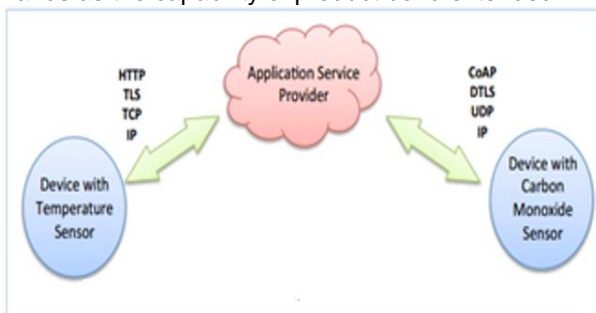 HTTP
TLS
TCP
IP
Application Service
Provider
CoAP
DTLS
UDP
IP
Device with
Temperature
Sensor
Device with
Carbon
Monoxide
Sensor